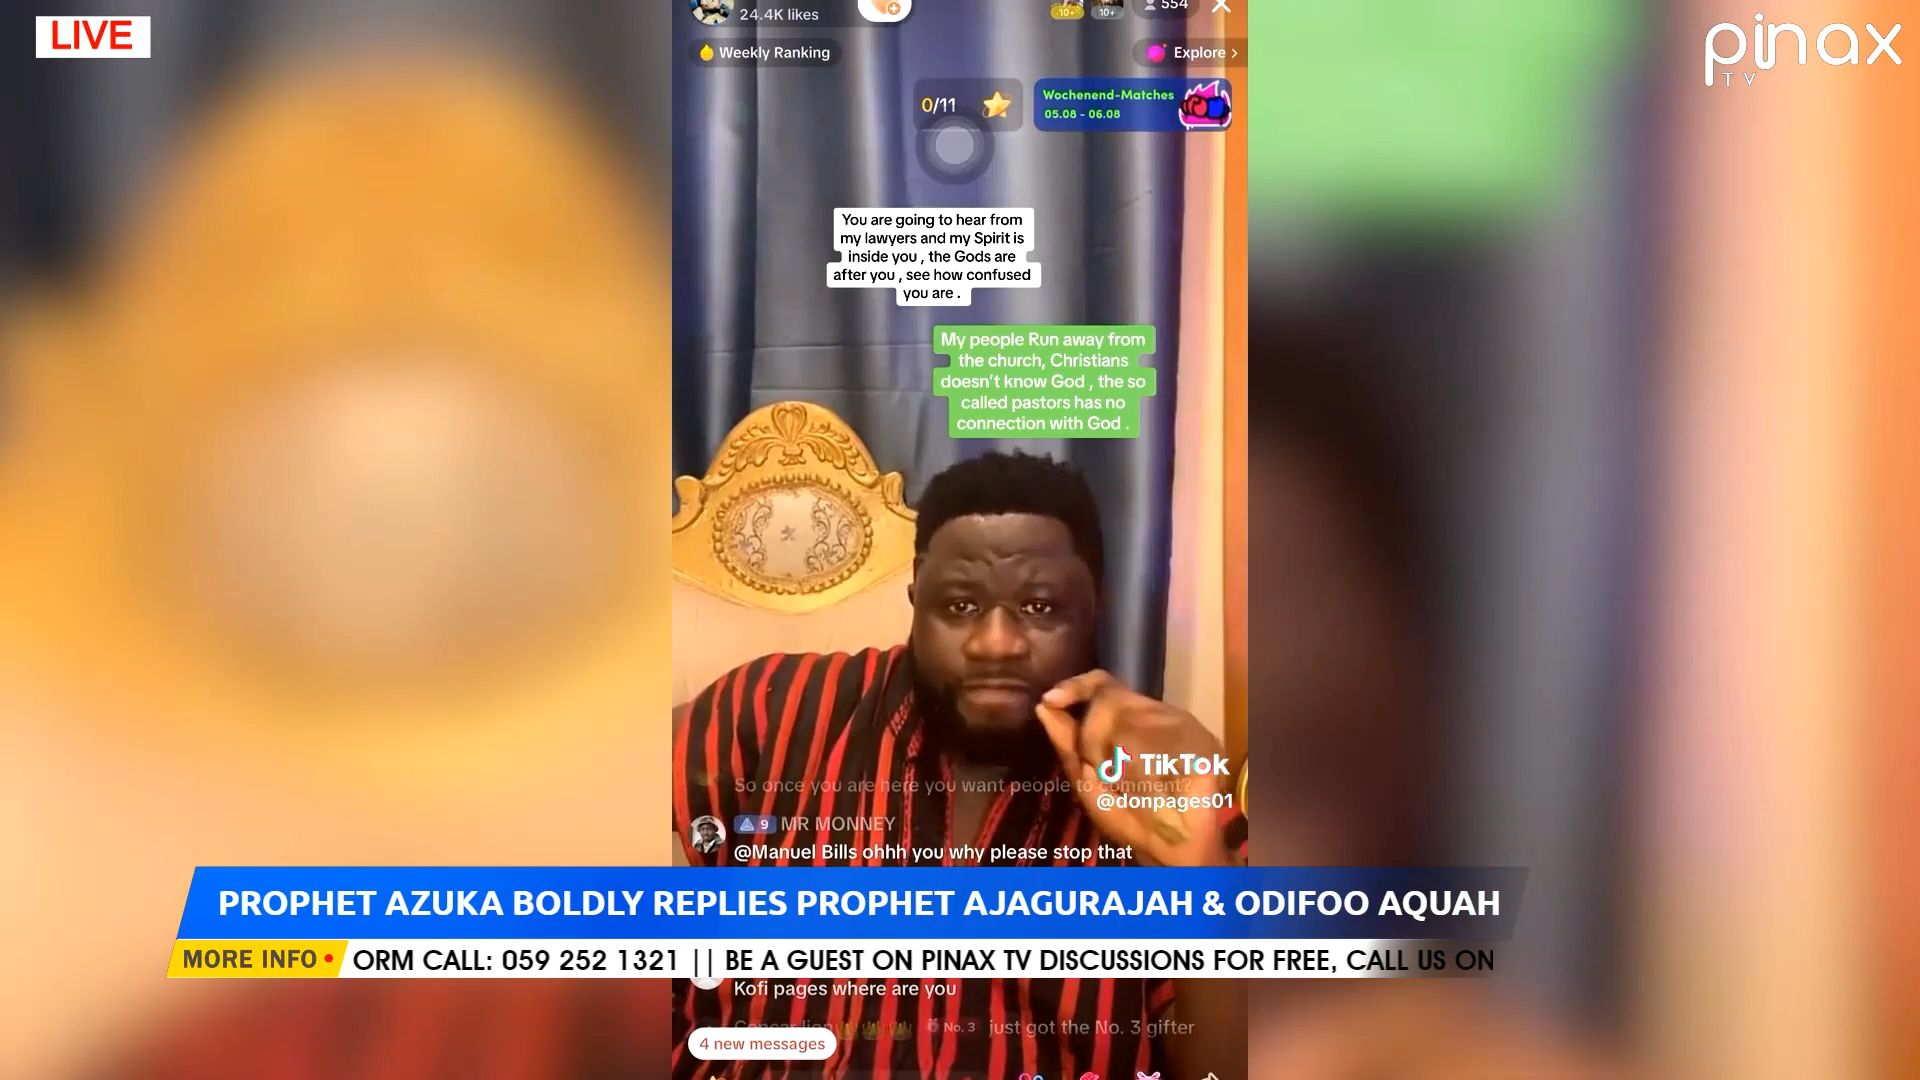 LIVE
24.4K likes
10+
10+
554
Weekly Ranking
Explore >
pinax
TV
0/11
Wochenend-Matches
05.08 - 06.08
You are going to hear from
my lawyers and my Spirit is
inside you , the Gods are
after you , see how confused
you are .
My people Run away from
the church, Christians
doesn't know God , the so
called pastors has no
connection with God .
TikTok
@donpages01
So once you are here you want people to comment?
9 MR MONNEY
@Manuel Bills ohhh you why please stop that
PROPHET AZUKA BOLDLY REPLIES PROPHET AJAGURAJAH & ODIFOO AQUAH
MORE INFO • ORM CALL: 059 252 1321 || BE A GUEST ON PINAX TV DISCUSSIONS FOR FREE, CALL US ON
Kofi pages where are you
No. 3 just got the No. 3 gifter
4 new messages